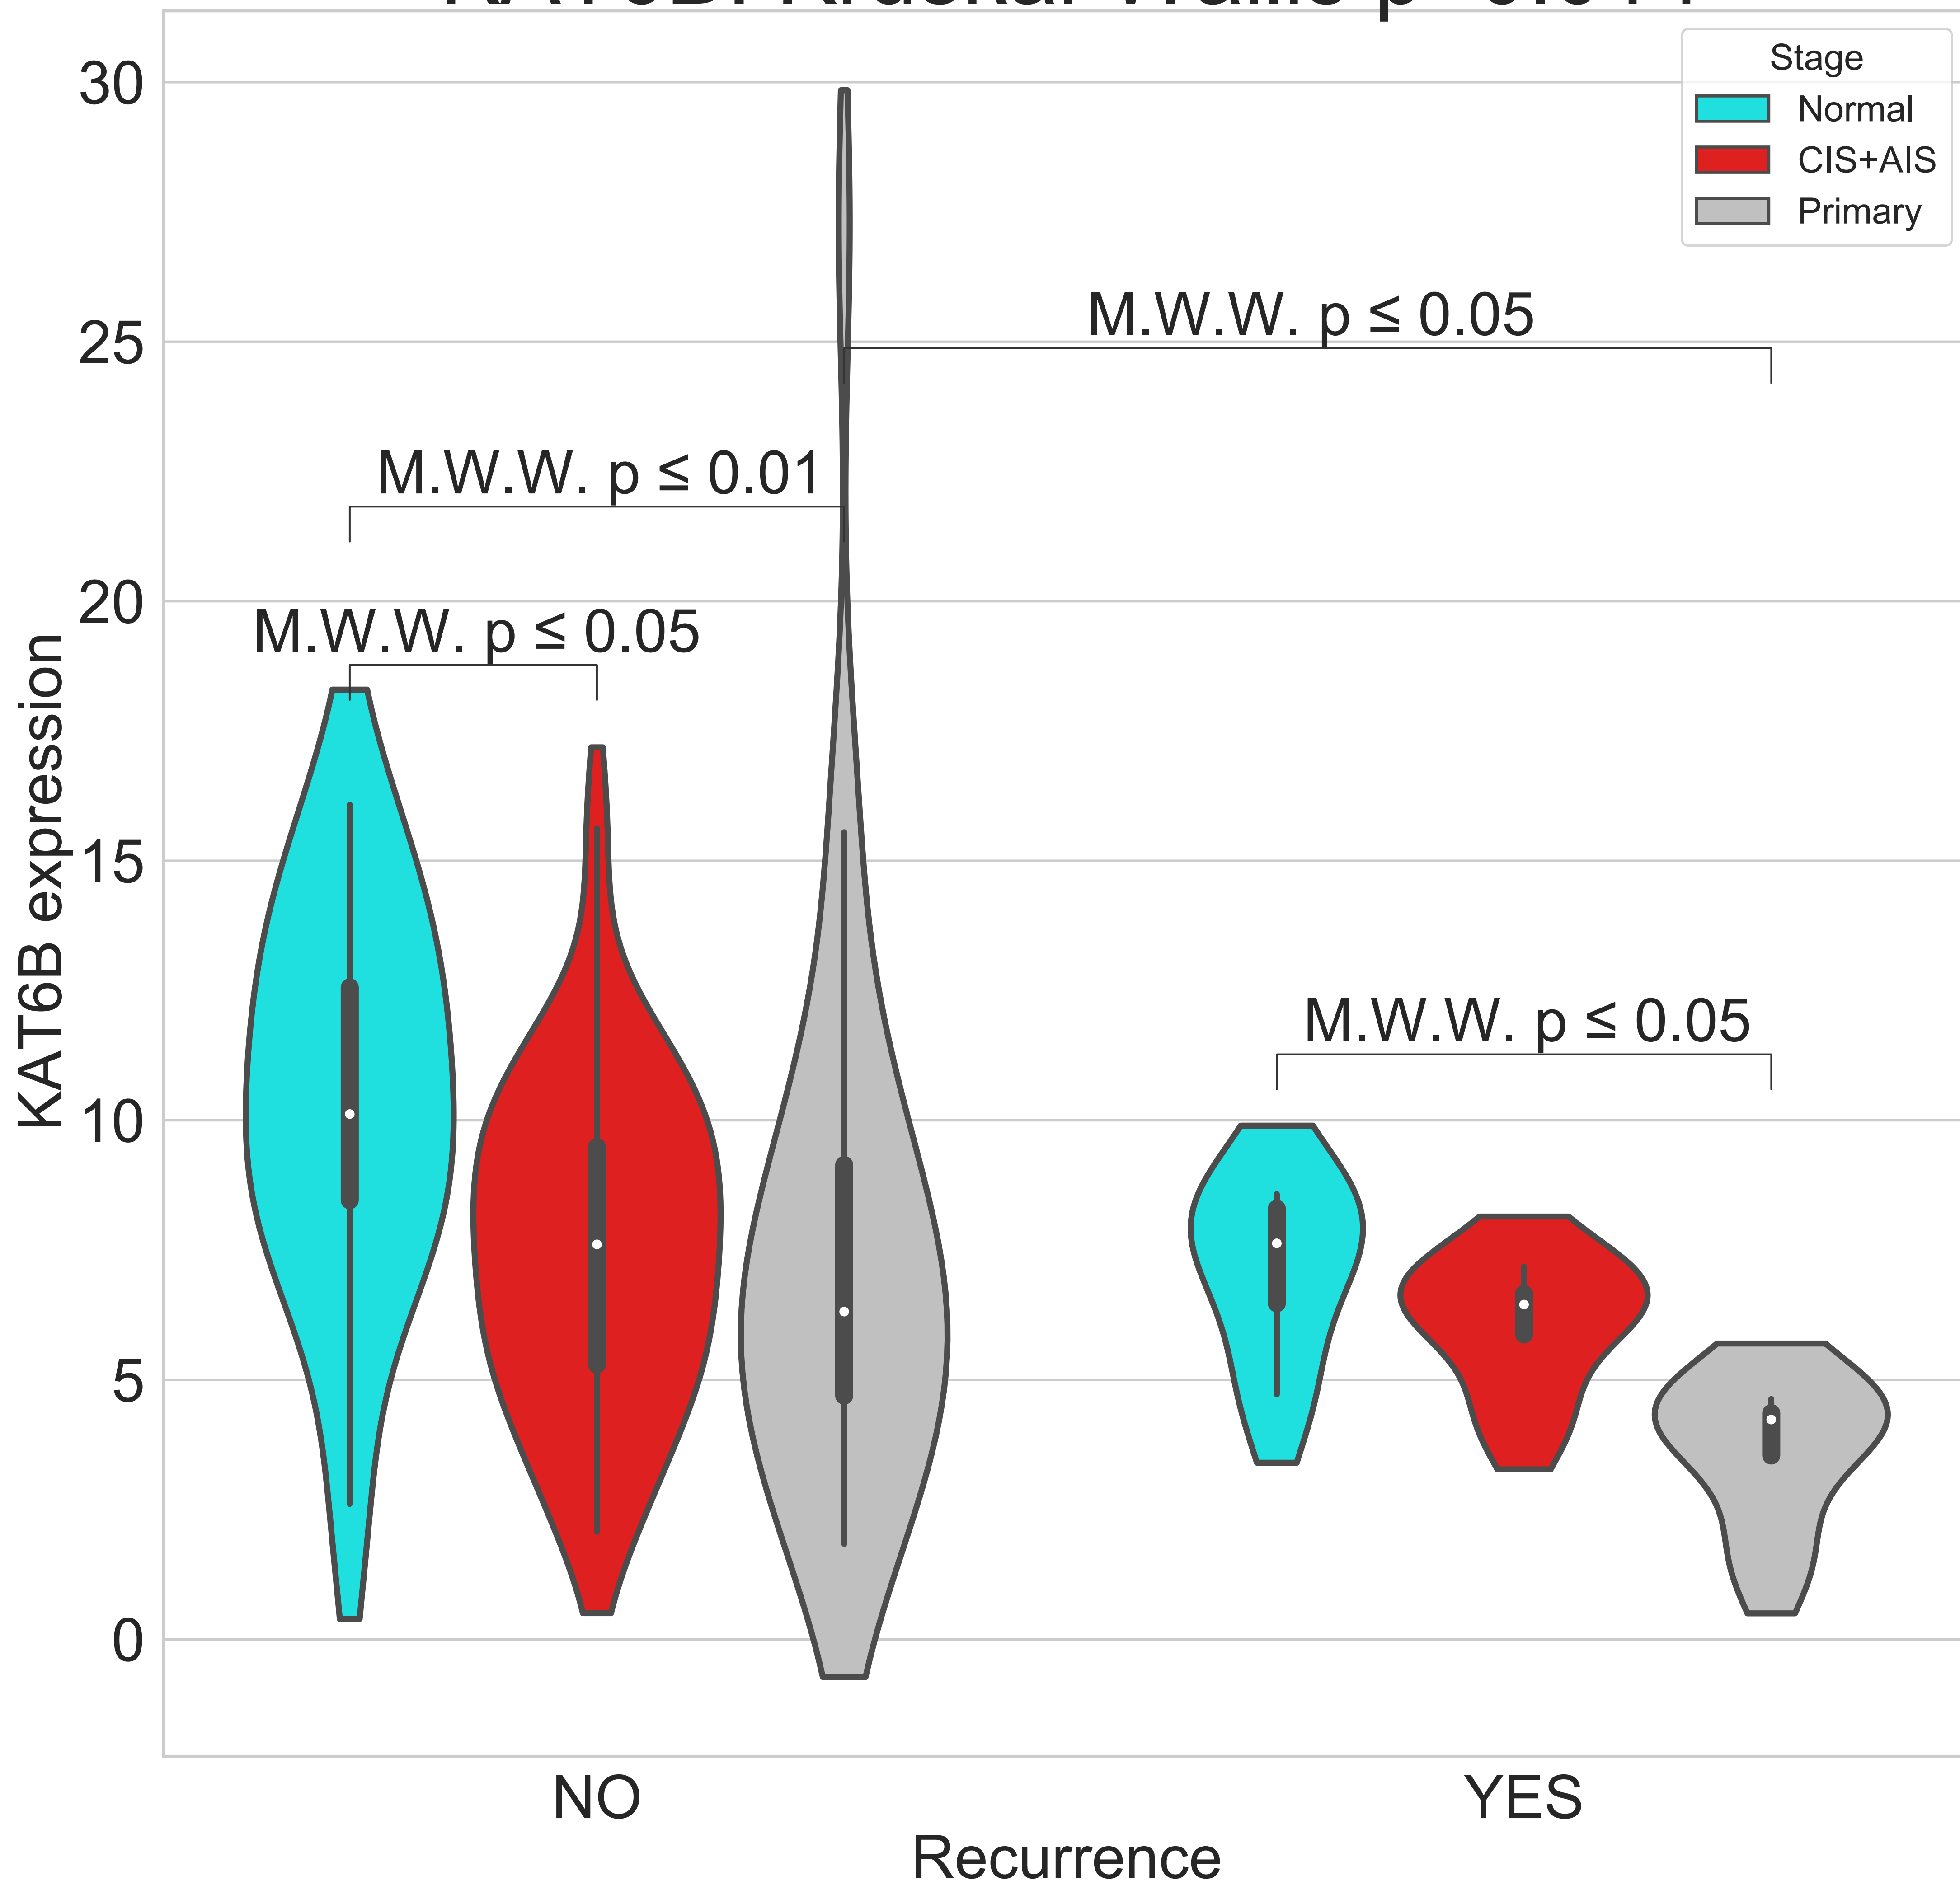 Stage
Normal
CIS+AIS
Primary
30
25
20
15
10
5
0
KAT6B expression
M.W.W. p ≤ 0.05
M.W.W. p ≤ 0.01
M.W.W. p ≤ 0.05
M.W.W. p ≤ 0.05
NO
YES
Recurrence